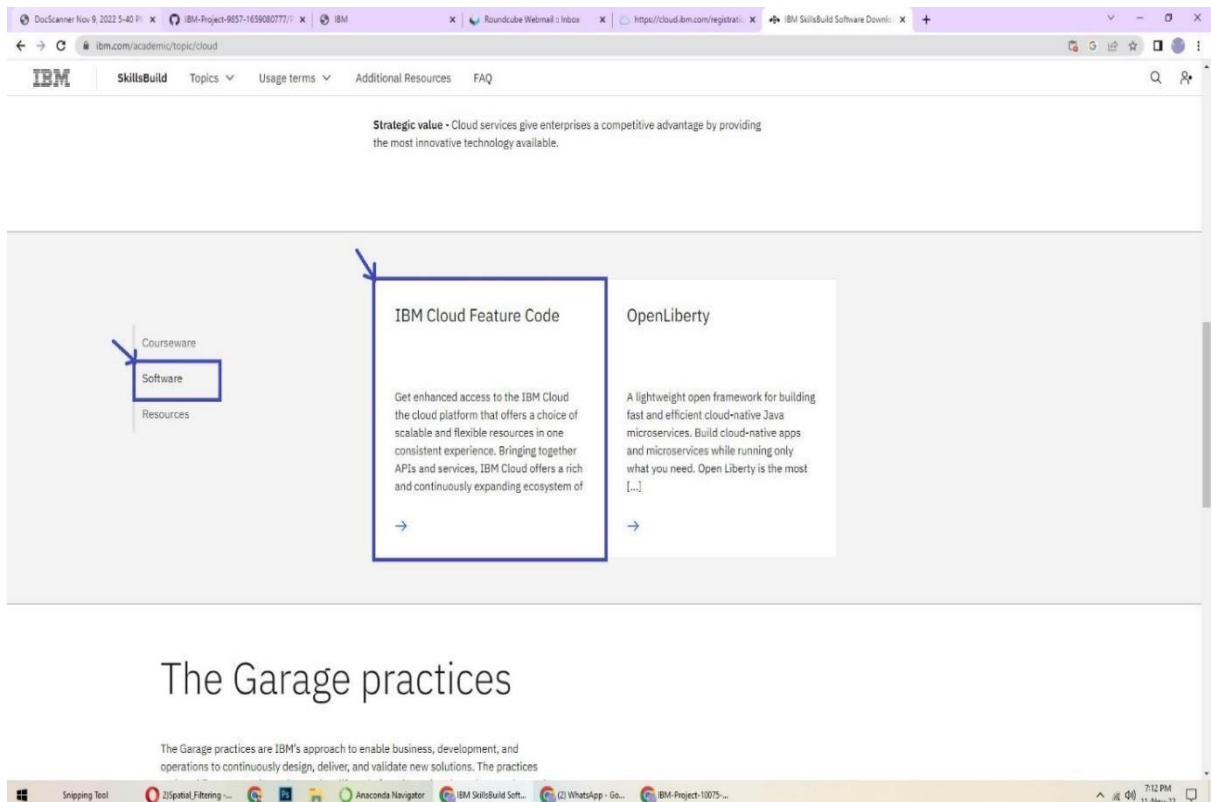 DocScanner Nov 9, 2022 5-40 P
IBM-Project-9857-1659080777/
IBM
Roundcube Webmail :: Inbox
https://cloud.ibm.com/registrati
IBM SkillsBuild Software Downlo
ibm.com/academic/topic/cloud
IBM SkillsBuild Topics Usage terms Additional Resources FAQ
Strategic value - Cloud services give enterprises a competitive advantage by providing
the most innovative technology available.
Courseware
Software
Resources
IBM Cloud Feature Code
Get enhanced access to the IBM Cloud
the cloud platform that offers a choice of
scalable and flexible resources in one
consistent experience. Bringing together
APIs and services, IBM Cloud offers a rich
and continuously expanding ecosystem of
OpenLiberty
A lightweight open framework for building
fast and efficient cloud-native Java
microservices. Build cloud-native apps
and microservices while running only
what you need. Open Liberty is the most
[...]
The Garage practices
The Garage practices are IBM's approach to enable business, development, and
operations to continuously design, deliver, and validate new solutions. The practices
Snipping Tool
2)Spatial_Filtering -...
Anaconda Navigator
IBM SkillsBuild Soft...
(2) WhatsApp - Go...
IBM-Project-10075-...
7:12 PM